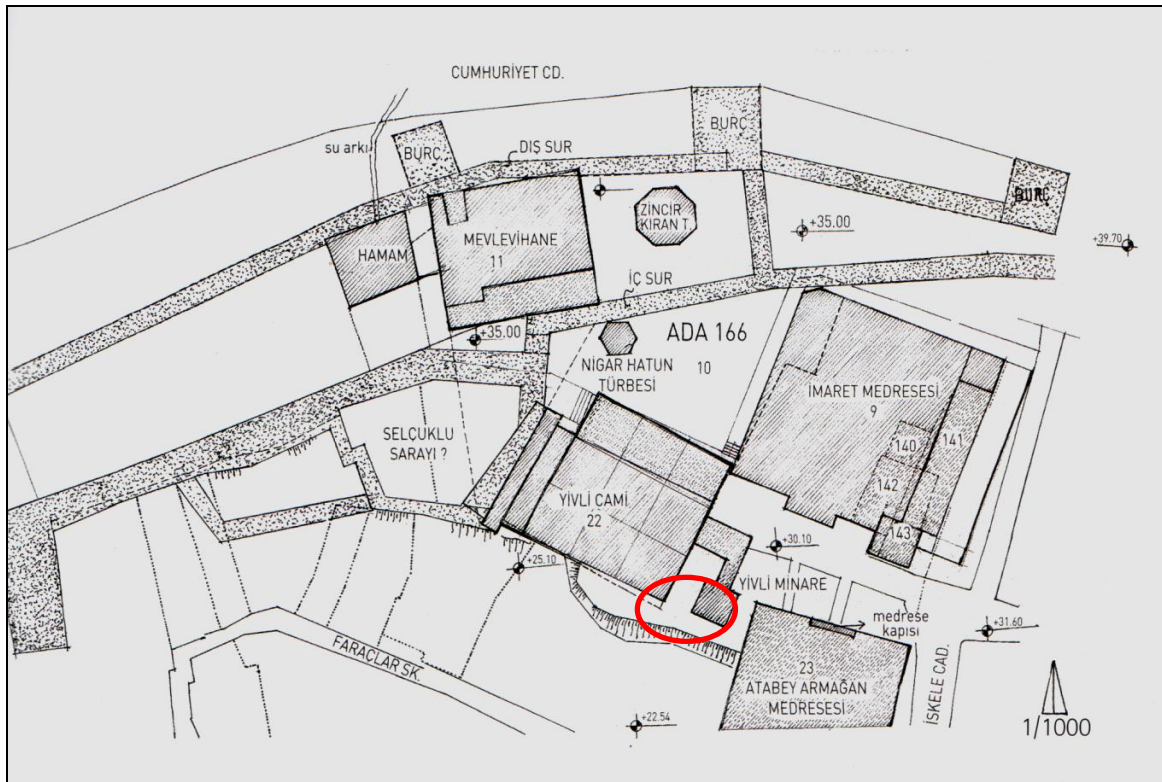 CUMHURİYET CD.
su arkı
BURÇ
BURÇ
DIŞ SUR
BURÇ
ZİNCİR
KIRAN T.
HAMAM
MEVLEVİHANE
11
+35.00
+39.70
İÇ SUR
+35.00
ADA 166
10
NİGAR HATUN
TÜRBESİ
İMARET MEDRESESİ
9
SELÇUKLU
SARAYI ?
140
141
142
143
YİVLİ CAMİ
22
+25.10
+30.10
YİVLİ MİNARE
medrese
kapısı
+31.60
FARAÇLAR SK.
23
ATABEY ARMAĞAN
MEDRESESİ
İSKELE CAD.
+22.54
1/1000